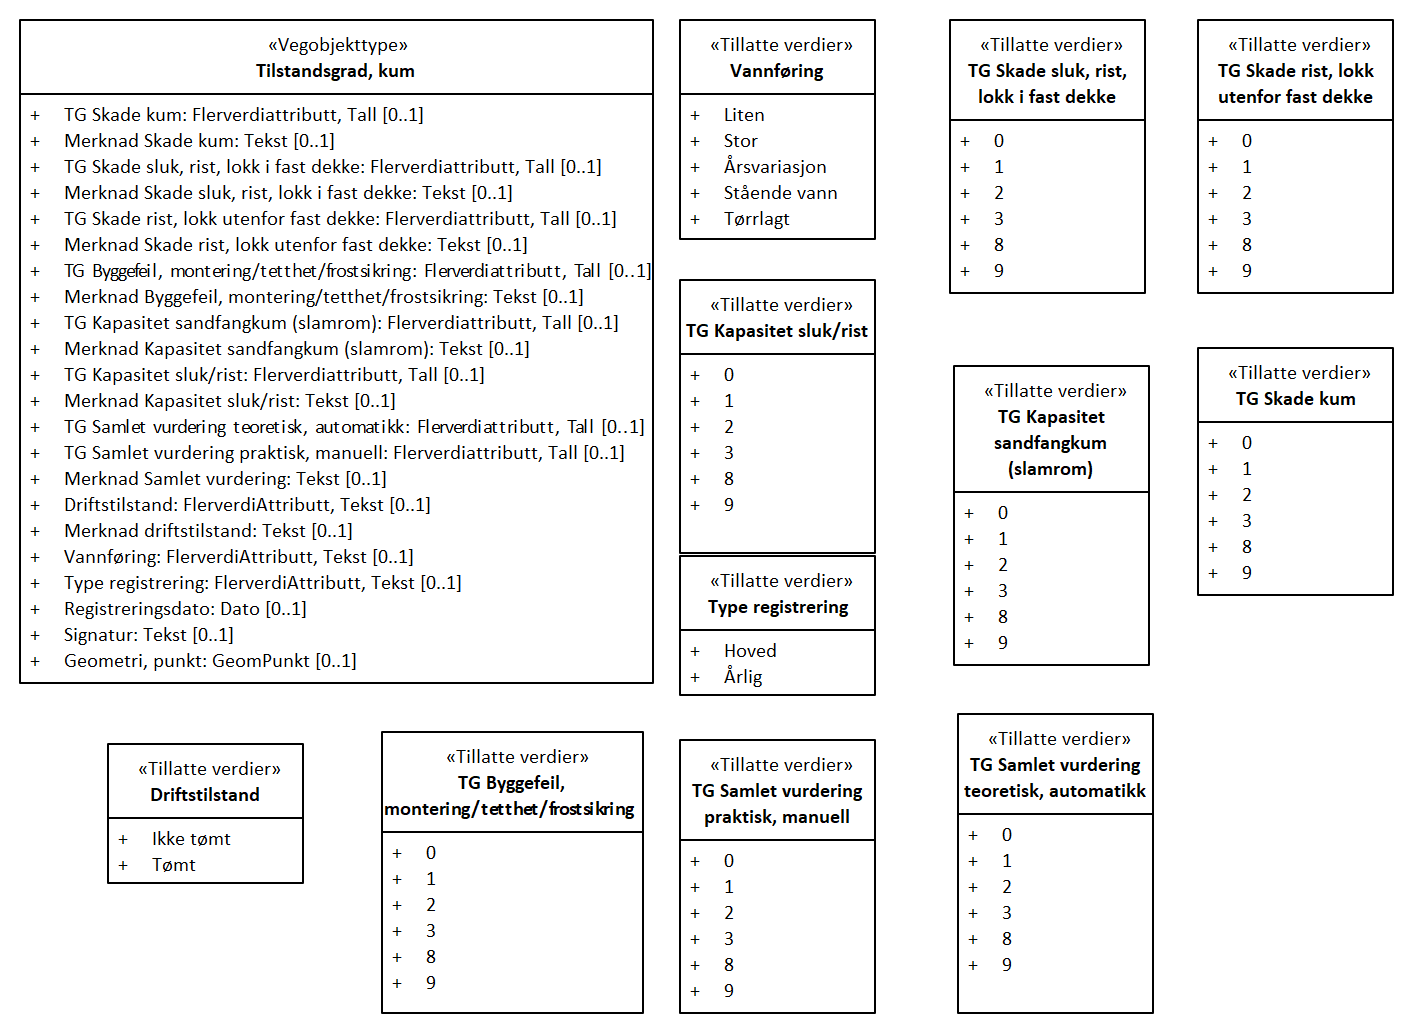 «Vegobjekttype»
Tilstandsgrad, kum
+ TG Skade kum: Flerverdiattributt, Tall [0..1]
+ Merknad Skade kum: Tekst [0..1]
+ TG Skade sluk, rist, lokk i fast dekke: Flerverdiattributt, Tall [0..1]
+ Merknad Skade sluk, rist, lokk i fast dekke: Tekst [0..1]
+ TG Skade rist, lokk utenfor fast dekke: Flerverdiattributt, Tall [0..1]
+ Merknad Skade rist, lokk utenfor fast dekke: Tekst [0..1]
+ TG Byggefeil, montering/tetthet/frostsikring: Flerverdiattributt, Tall [0..1]
+ Merknad Byggefeil, montering/tetthet/frostsikring: Tekst [0..1]
+ TG Kapasitet sandfangkum (slamrom): Flerverdiattributt, Tall [0..1]
+ Merknad Kapasitet sandfangkum (slamrom): Tekst [0..1]
+ TG Kapasitet sluk/rist: Flerverdiattributt, Tall [0..1]
+ Merknad Kapasitet sluk/rist: Tekst [0..1]
+ TG Samlet vurdering teoretisk, automatikk: Flerverdiattributt, Tall [0..1]
+ TG Samlet vurdering praktisk, manuell: Flerverdiattributt, Tall [0..1]
+ Merknad Samlet vurdering: Tekst [0..1]
+ Driftstilstand: FlerverdiAttributt, Tekst [0..1]
+ Merknad driftstilstand: Tekst [0..1]
+ Vannføring: FlerverdiAttributt, Tekst [0..1]
+ Type registrering: FlerverdiAttributt, Tekst [0..1]
+ Registreringsdato: Dato [0..1]
+ Signatur: Tekst [0..1]
+ Geometri, punkt: GeomPunkt [0..1]
«Tillatte verdier»
Vannføring
+ Liten
+ Stor
+ Årsvariasjon
+ Stående vann
+ Tørrlagt
«Tillatte verdier»
TG Skade sluk, rist,
lokk i fast dekke
+ 0
+ 1
+ 2
+ 3
+ 8
+ 9
«Tillatte verdier»
TG Skade rist, lokk
utenfor fast dekke
+ 0
+ 1
+ 2
+ 3
+ 8
+ 9
«Tillatte verdier»
TG Kapasitet sluk/rist
+ 0
+ 1
+ 2
+ 3
+ 8
+ 9
«Tillatte verdier»
TG Kapasitet
sandfangkum
(slamrom)
+ 0
+ 1
+ 2
+ 3
+ 8
+ 9
«Tillatte verdier»
TG Skade kum
+ 0
+ 1
+ 2
+ 3
+ 8
+ 9
«Tillatte verdier»
Type registrering
+ Hoved
+ Årlig
«Tillatte verdier»
Driftstilstand
+ Ikke tømt
+ Tømt
«Tillatte verdier»
TG Byggefeil,
montering/tetthet/frostsikring
+ 0
+ 1
+ 2
+ 3
+ 8
+ 9
«Tillatte verdier»
TG Samlet vurdering
praktisk, manuell
+ 0
+ 1
+ 2
+ 3
+ 8
+ 9
«Tillatte verdier»
TG Samlet vurdering
teoretisk, automatikk
+ 0
+ 1
+ 2
+ 3
+ 8
+ 9